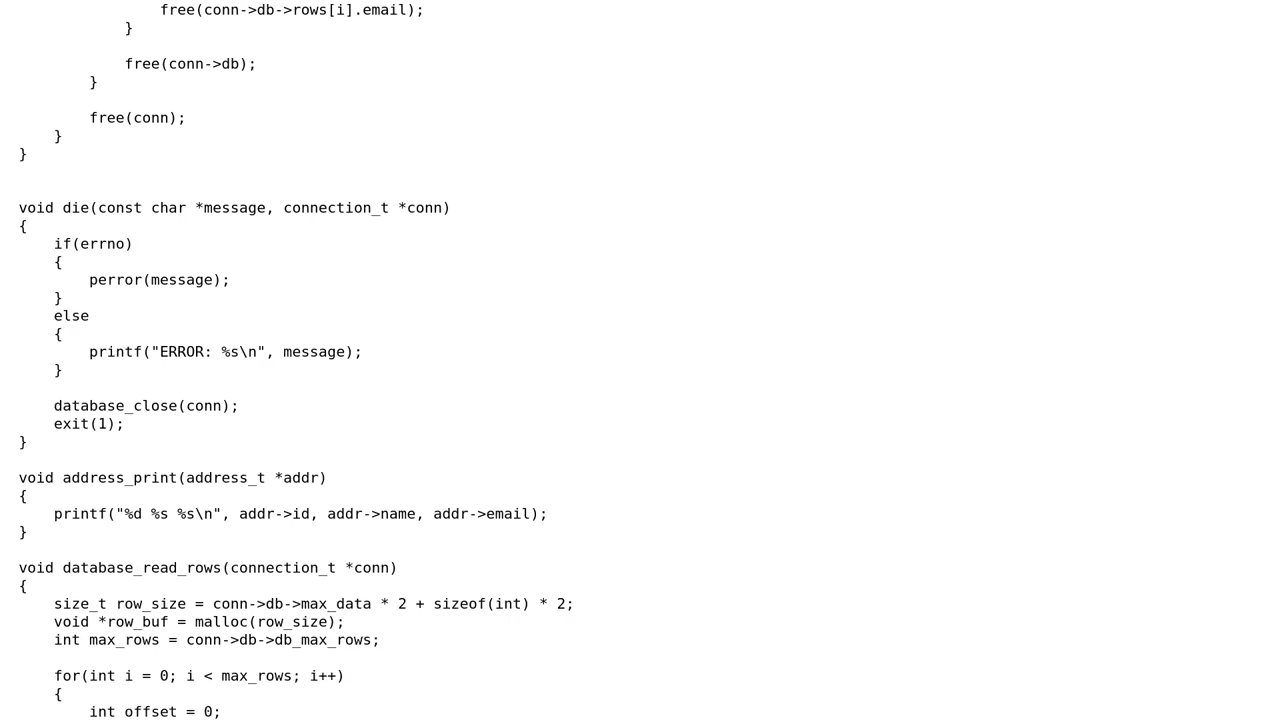 free(conn->db->rows[i].email);
            }

            free(conn->db);
        }

        free(conn);
    }
}


void die(const char *message, connection_t *conn)
{
    if(errno)
    {
        perror(message);
    }
    else
    {
        printf("ERROR: %s\n", message);
    }

    database_close(conn);
    exit(1);
}

void address_print(address_t *addr)
{
    printf("%d %s %s\n", addr->id, addr->name, addr->email);
}

void database_read_rows(connection_t *conn)
{
    size_t row_size = conn->db->max_data * 2 + sizeof(int) * 2;
    void *row_buf = malloc(row_size);
    int max_rows = conn->db->db_max_rows;

    for(int i = 0; i < max_rows; i++)
    {
        int offset = 0;